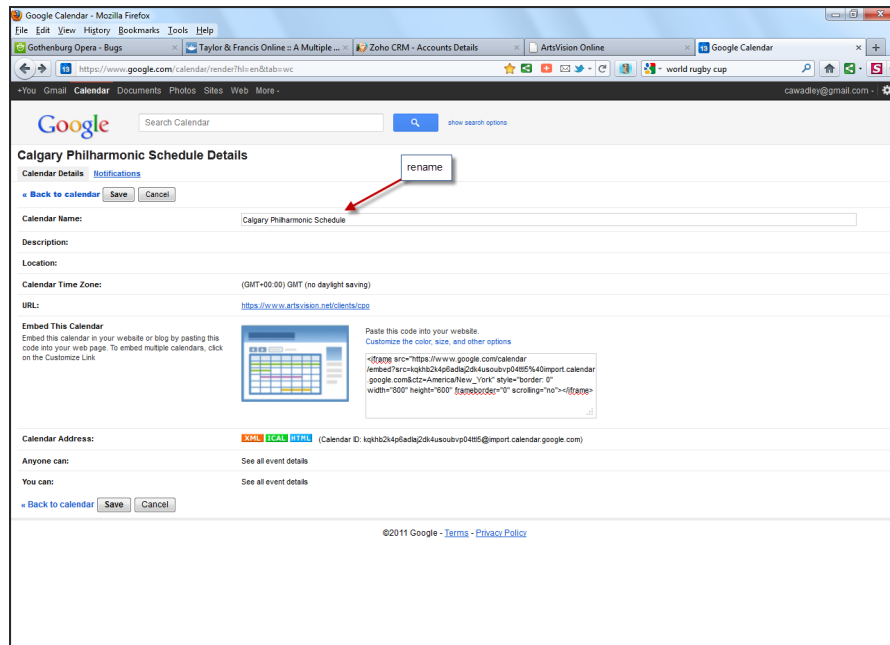 Google Calendar - Mozilla Firefox
File Edit View History Bookmarks Tools Help
Gothenburg Opera - Bugs
Taylor & Francis Online :: A Multiple ...
Zoho CRM - Accounts Details
ArtsVision Online
Google Calendar
https://www.google.com/calendar/render?hl=en&tab=wc
world rugby cup
+You Gmail Calendar Documents Photos Sites Web More -
cawadley@gmail.com -
Google
Search Calendar
show search options
Calgary Philharmonic Schedule Details
rename
Calendar Details Notifications
« Back to calendar Save Cancel
Calendar Name: Calgary Philharmonic Schedule
Description:
Location:
Calendar Time Zone: (GMT+00:00) GMT (no daylight saving)
URL: https://www.artsvision.net/clients/cpo
Embed This Calendar
Embed this calendar in your website or blog by pasting this
code into your web page. To embed multiple calendars, click
on the Customize Link
Paste this code into your website.
Customize the color, size, and other options
<iframe src="https://www.google.com/calendar
/embed?src=kqkhb2k4p6adlaj2dk4usoubvp04ttl5%40import.calendar
.google.com&ctz=America/New_York" style="border: 0"
width="800" height="600" frameborder="0" scrolling="no"></iframe>
Calendar Address: XML ICAL HTML (Calendar ID: kqkhb2k4p6adlaj2dk4usoubvp04ttl5@import.calendar.google.com)
Anyone can: See all event details
You can: See all event details
« Back to calendar Save Cancel
©2011 Google - Terms - Privacy Policy